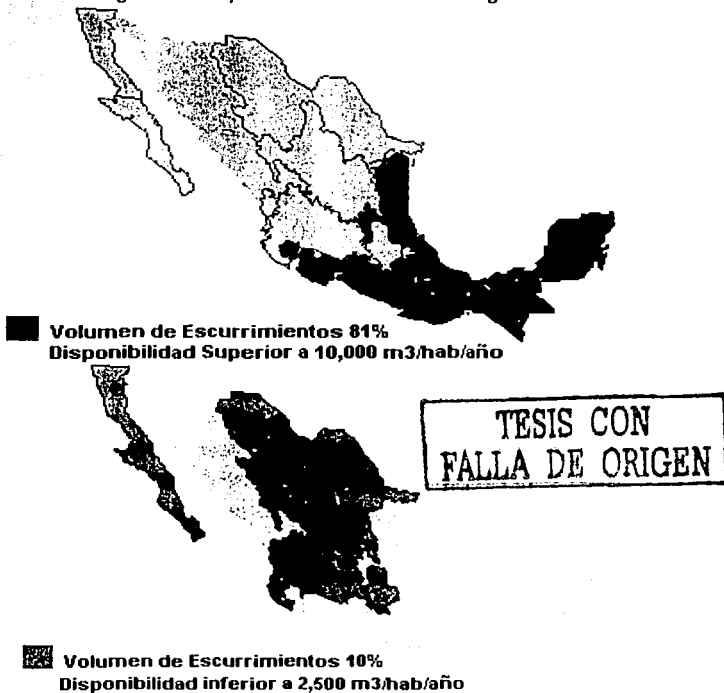 Volumen de Escurrimientos 81%
Disponibilidad Superior a 10,000 m3/hab/año
TESIS CON
FALLA DE ORIGEN
Volumen de Escurrimientos 10%
Disponibilidad inferior a 2,500 m3/hab/año